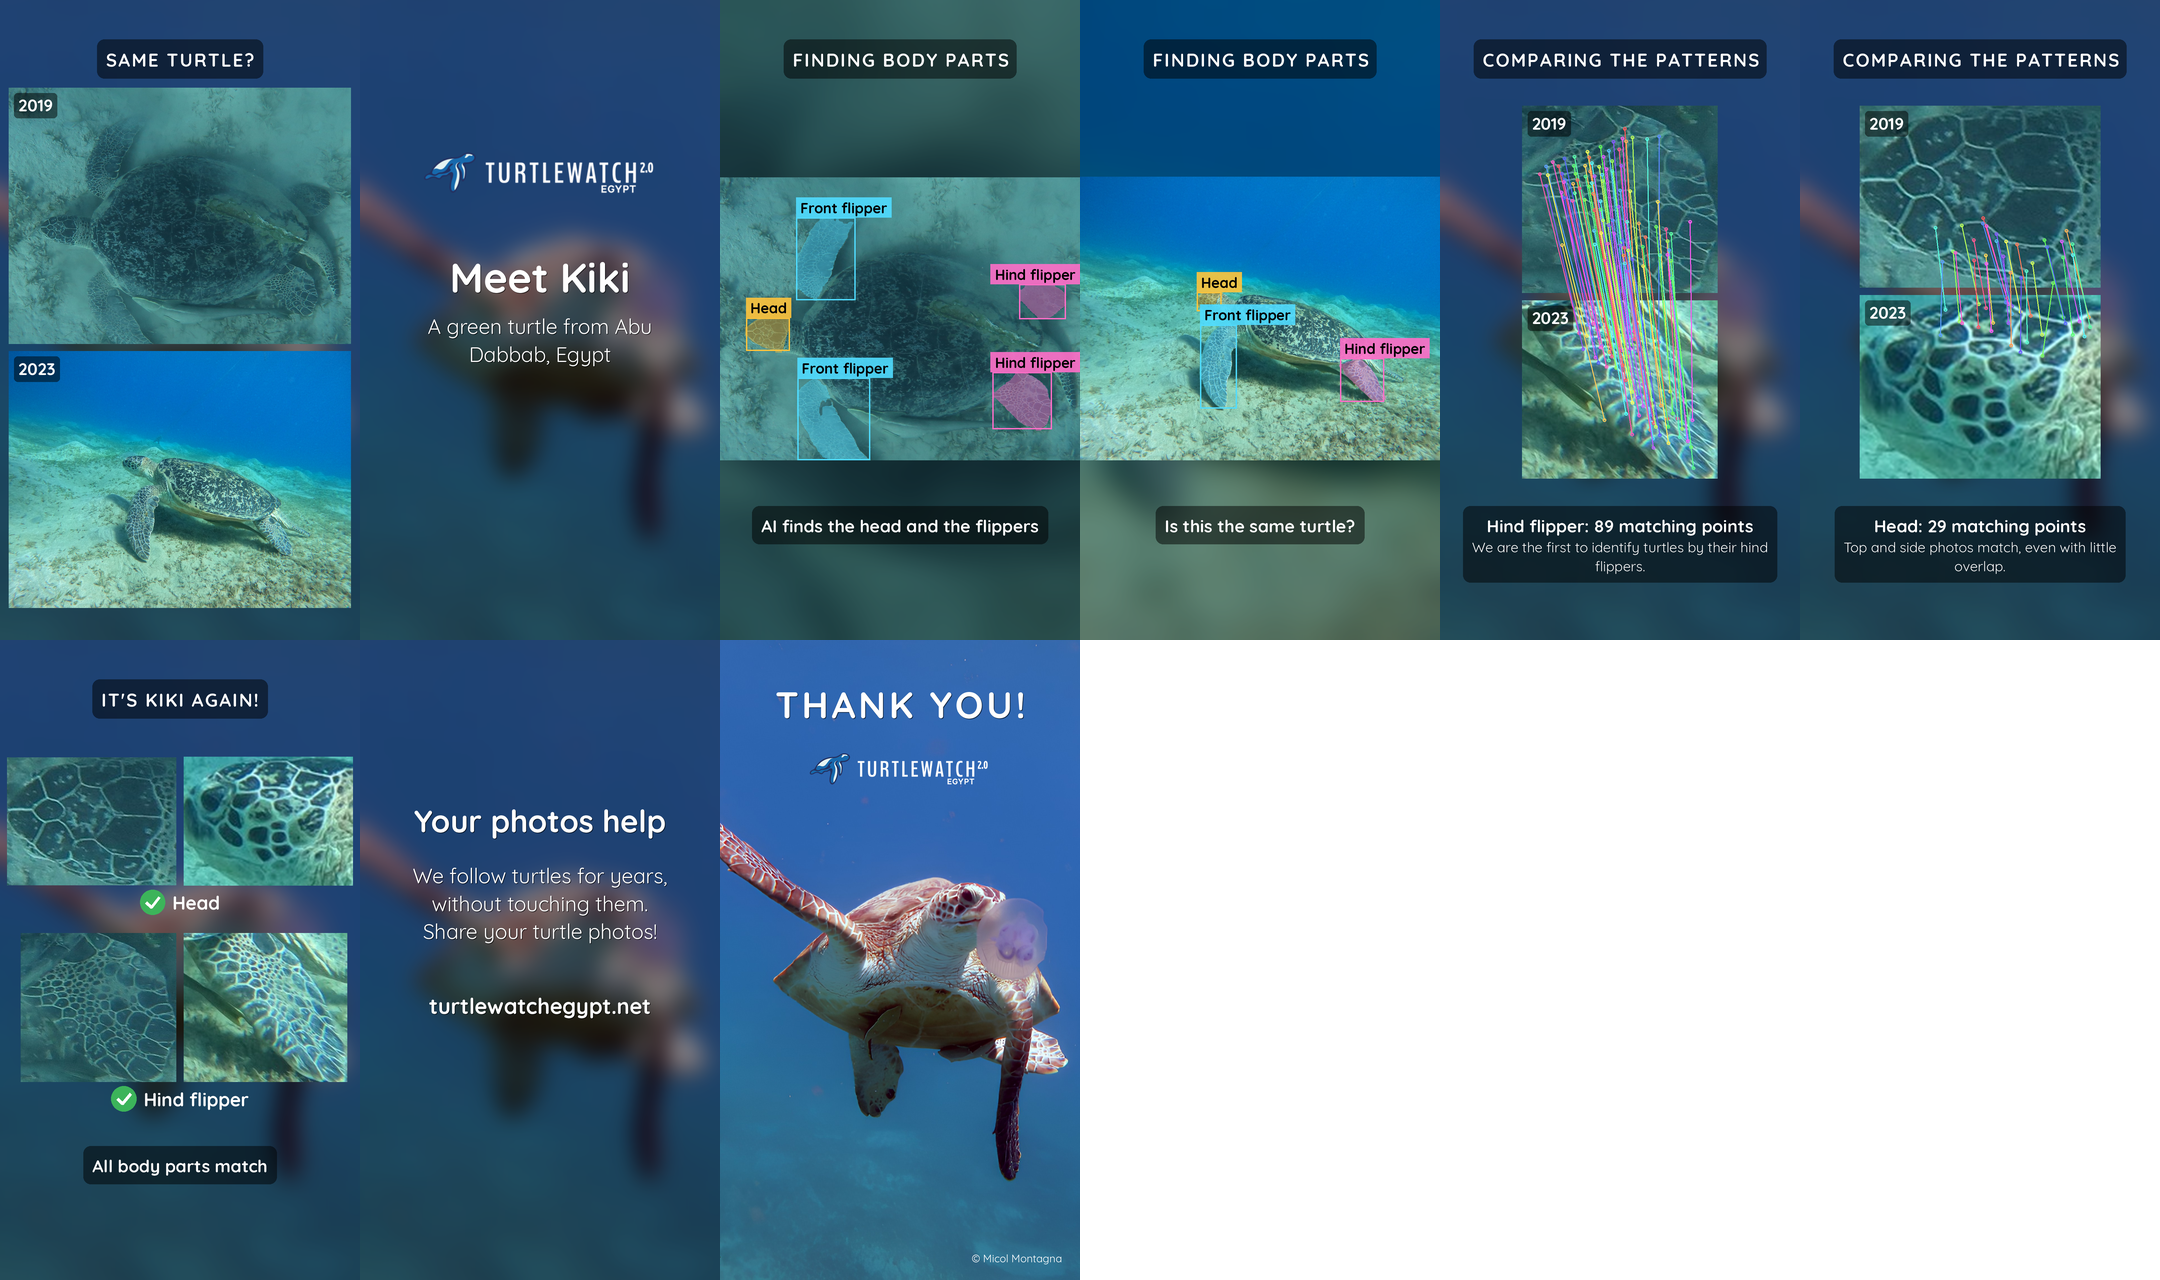 SAME TURTLE?
2019
2023
TURTLEWATCH 2.0
EGYPT
Meet Kiki
A green turtle from Abu
Dabbab, Egypt
FINDING BODY PARTS
Front flipper
Hind flipper
Head
Hind flipper
Front flipper
AI finds the head and the flippers
FINDING BODY PARTS
Head
Front flipper
Hind flipper
Is this the same turtle?
COMPARING THE PATTERNS
2019
2023
Hind flipper: 89 matching points
We are the first to identify turtles by their hind
flippers.
COMPARING THE PATTERNS
2019
2023
Head: 29 matching points
Top and side photos match, even with little
overlap.
IT'S KIKI AGAIN!
Head
Hind flipper
All body parts match
Your photos help
We follow turtles for years,
without touching them.
Share your turtle photos!
turtlewatchegypt.net
THANK YOU!
TURTLEWATCH 2.0
EGYPT
© Micol Montagna